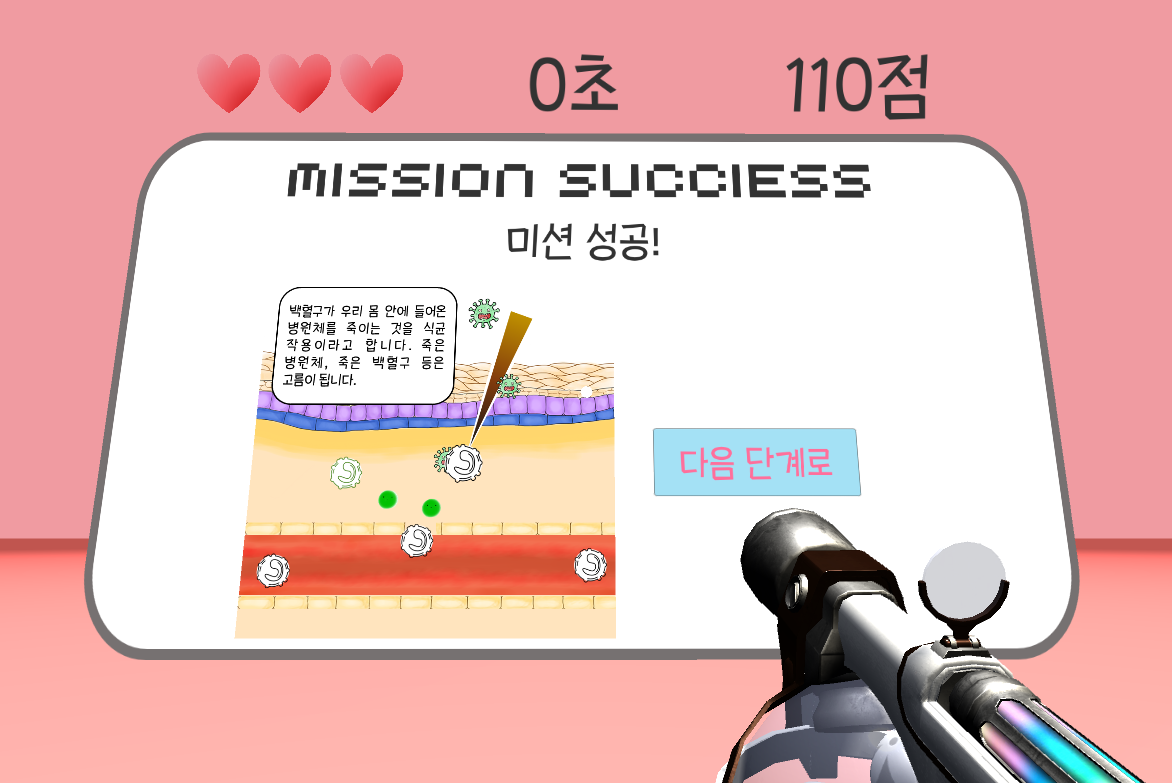 0초 110점
MISSION SUCCIESS
미션 성공!
백혈구가 우리 몸 안에 들어온
병원체를 죽이는 것을 식균
작용이라고 합니다. 죽은
병원체, 죽은 백혈구 등은
고름이 됩니다.
다음 단계로